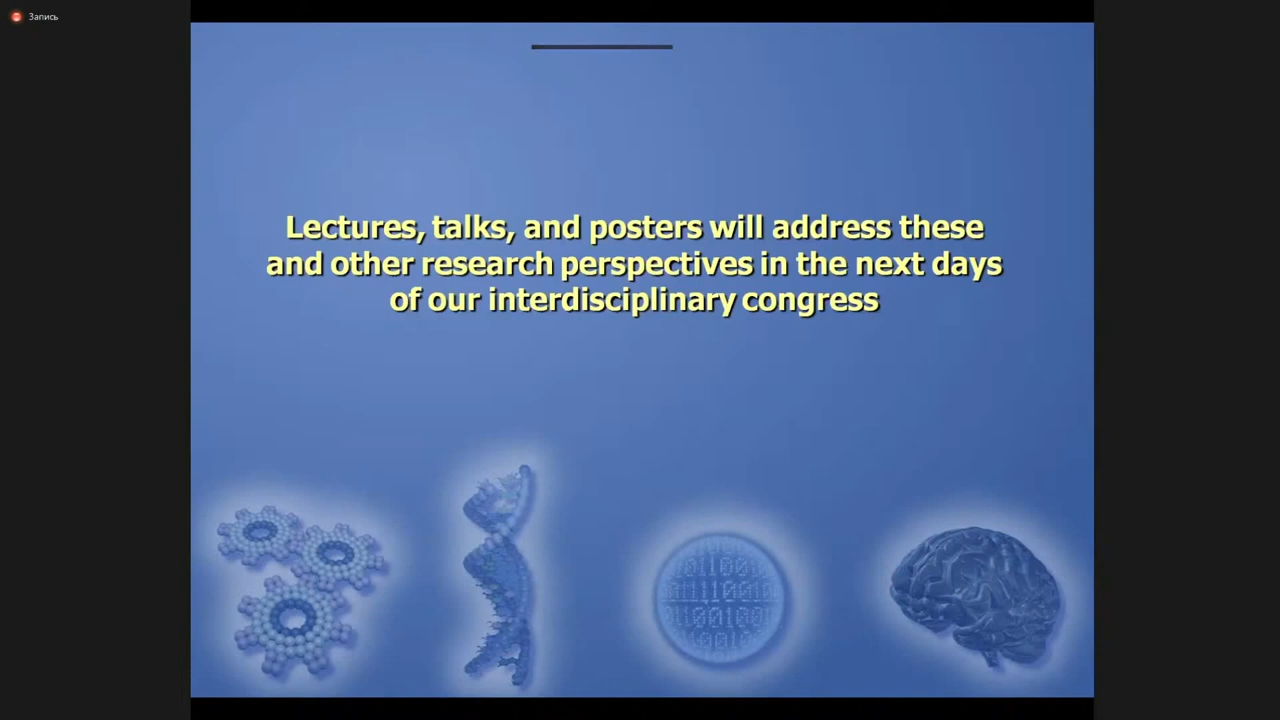 Запись
Lectures, talks, and posters will address these
and other research perspectives in the next days
of our interdisciplinary congress